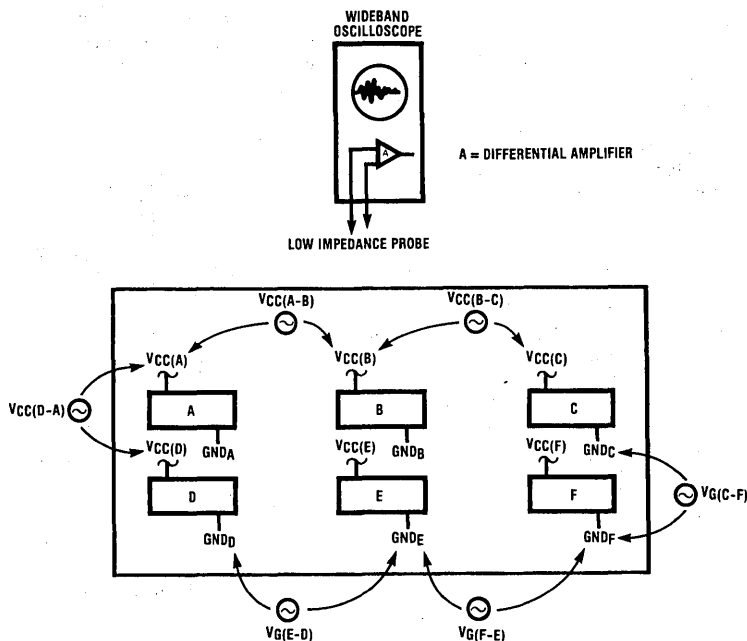 WIDEBAND
OSCILLOSCOPE
A
A = DIFFERENTIAL AMPLIFIER
LOW IMPEDANCE PROBE
VCC(A-B)
VCC(B-C)
VCC(A)
VCC(B)
VCC(C)
VCC(D-A)
A
B
C
GNDA
GNDB
GNDC
VCC(D)
VCC(E)
VCC(F)
D
E
F
VG(C-F)
GNDD
GNDE
GNDF
VG(E-D)
VG(F-E)